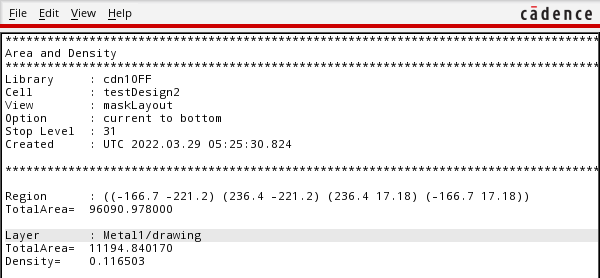 File Edit View Help
cādence
****************************************************************************************************
Area and Density
****************************************************************************************************
Library : cdn10FF
Cell : testDesign2
View : maskLayout
Option : current to bottom
Stop Level : 31
Created : UTC 2022.03.29 05:25:30.824
****************************************************************************************************
Region : ((-166.7 -221.2) (236.4 -221.2) (236.4 17.18) (-166.7 17.18))
TotalArea= 96090.978000
Layer : Metal1/drawing
TotalArea= 11194.840170
Density= 0.116503